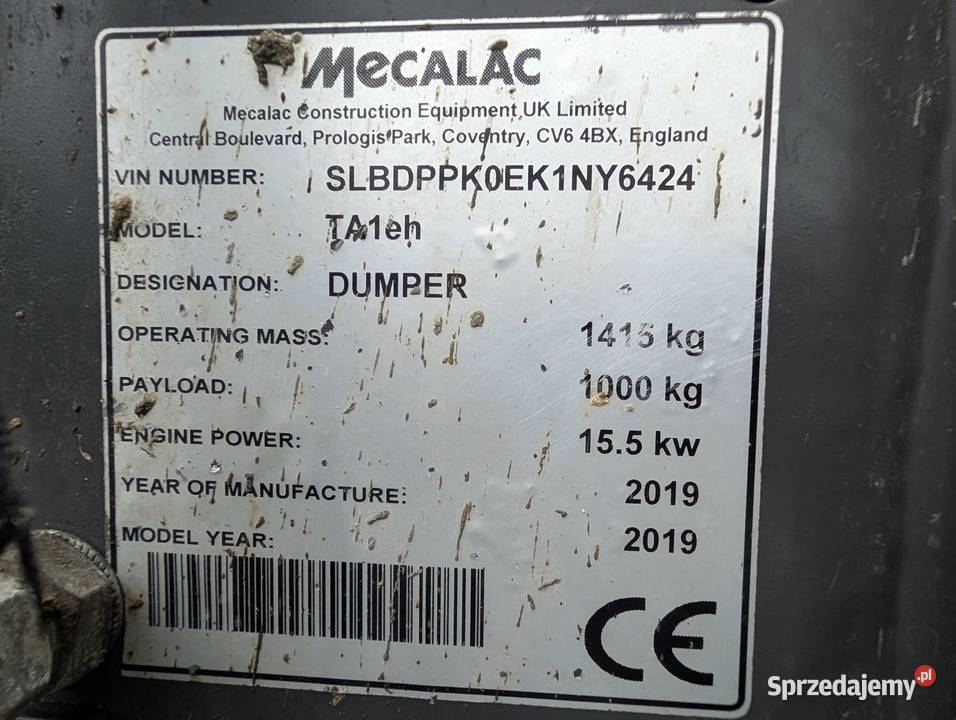 MECALAC
Mecalac Construction Equipment UK Limited
Central Boulevard, Prologis Park, Coventry, CV6 4BX, England
VIN NUMBER: SLBDPPK0EK1NY6424
MODEL: TA1eh
DESIGNATION: DUMPER
OPERATING MASS: 1415 kg
PAYLOAD: 1000 kg
ENGINE POWER: 15.5 kw
YEAR OF MANUFACTURE: 2019
MODEL YEAR: 2019
CE
Sprzedajemy.pl